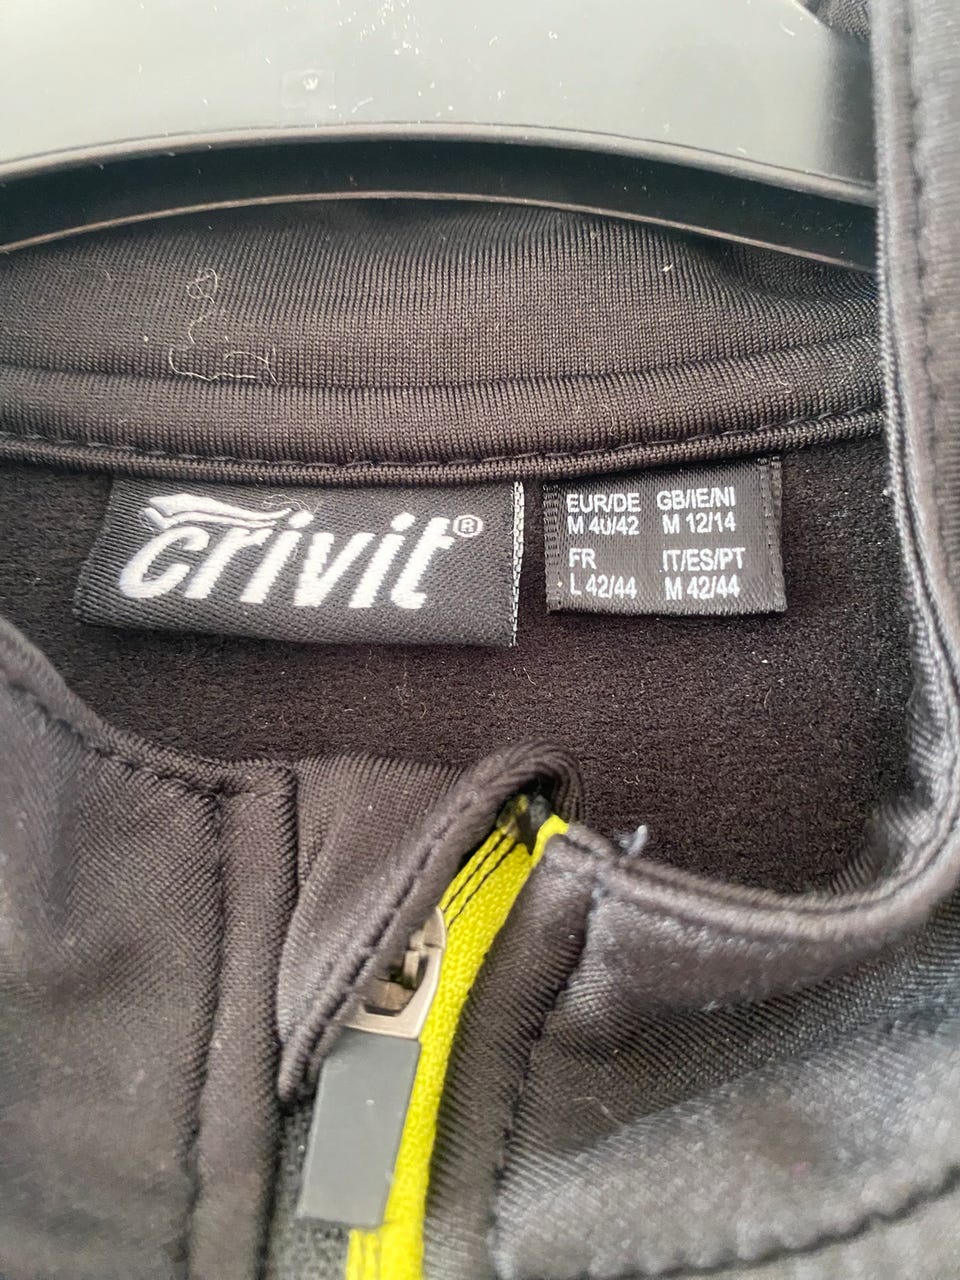 crivit®
EUR/DE GB/IE/NI
M 40/42 M 12/14
FR IT/ES/PT
L 42/44 M 42/44